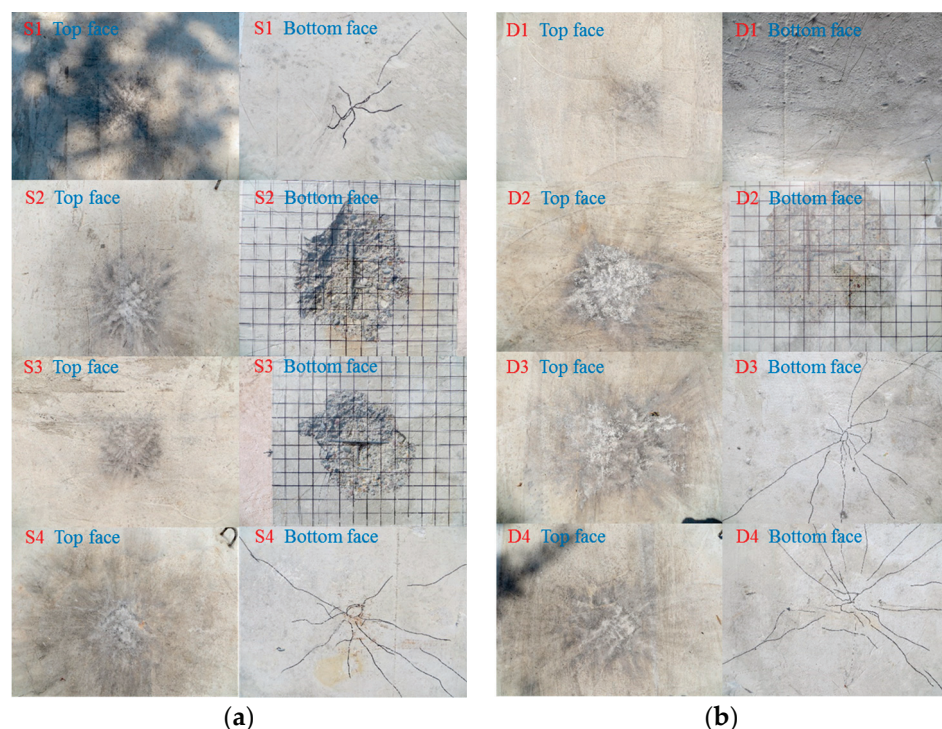 S1 Top face
S1 Bottom face
S2 Top face
S2 Bottom face
S3 Top face
S3 Bottom face
S4 Top face
S4 Bottom face
(a)
D1 Top face
D1 Bottom face
D2 Top face
D2 Bottom face
D3 Top face
D3 Bottom face
D4 Top face
D4 Bottom face
(b)